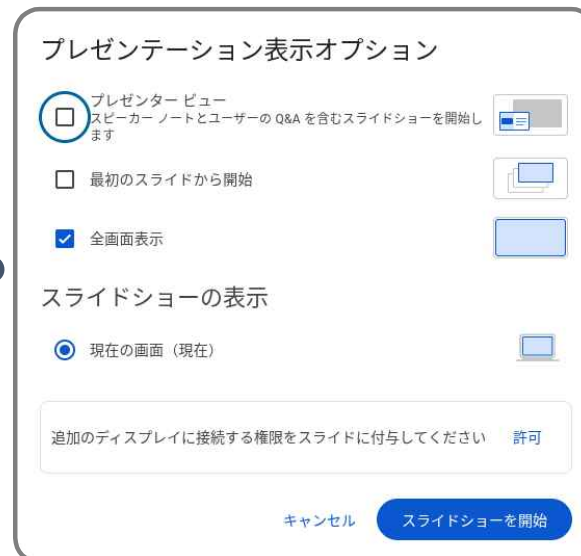 プレゼンテーション表示オプション
プレゼンター ビュー
スピーカー ノートとユーザーの Q&A を含むスライドショーを開始し
ます
最初のスライドから開始
全画面表示
スライドショーの表示
現在の画面（現在）
追加のディスプレイに接続する権限をスライドに付与してください 許可
キャンセル スライドショーを開始